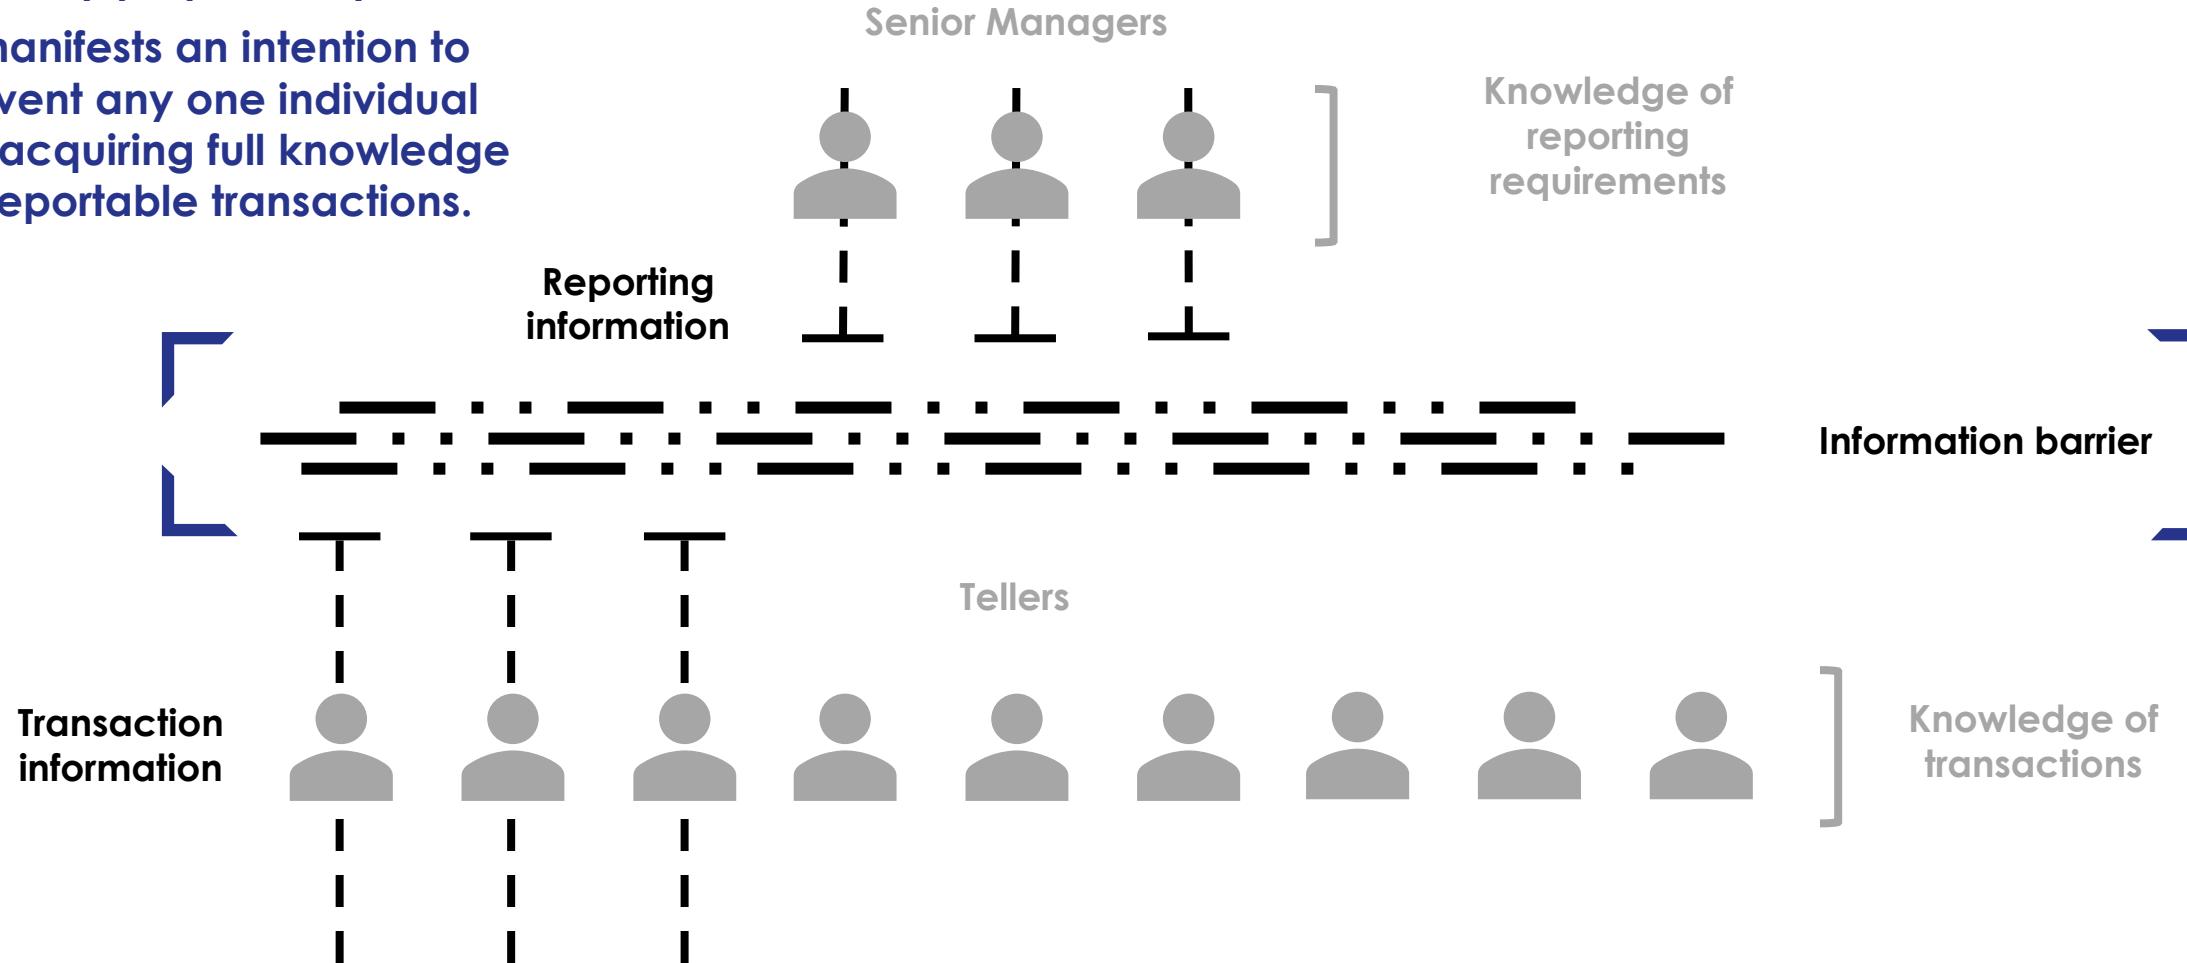 Senior Managers
manifests an intention to
vent any one individual
acquiring full knowledge
eportable transactions.
Knowledge of
reporting
requirements
Reporting
information
Information barrier
Tellers
Transaction
information
Knowledge of
transactions